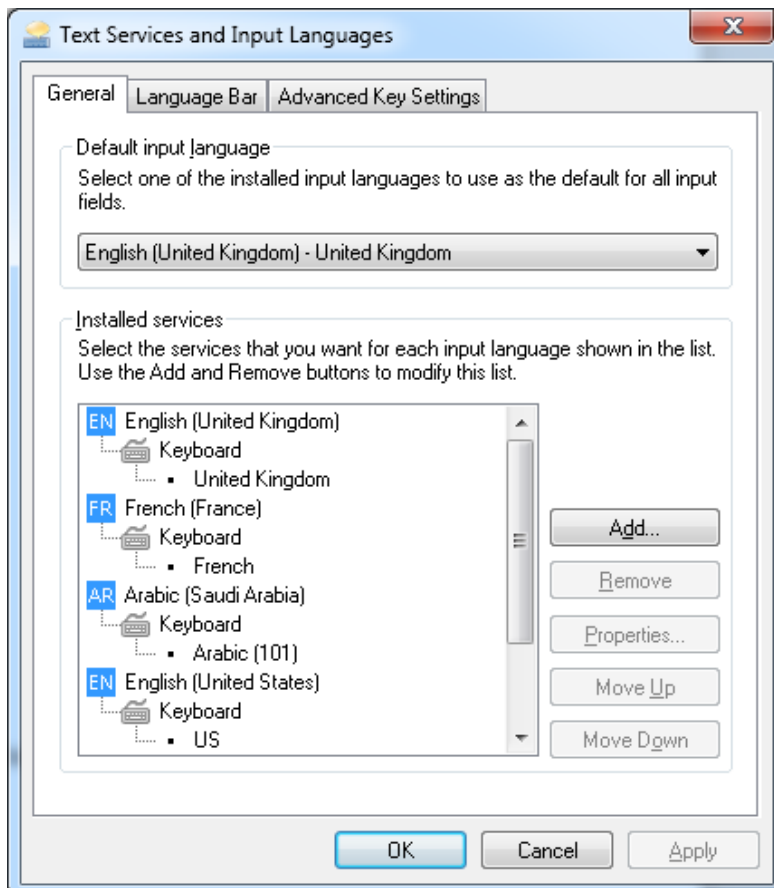 Text Services and Input Languages
General
Language Bar
Advanced Key Settings
Default input language
Select one of the installed input languages to use as the default for all input
fields.
English (United Kingdom) - United Kingdom
Installed services
Select the services that you want for each input language shown in the list.
Use the Add and Remove buttons to modify this list.
EN English (United Kingdom)
Keyboard
• United Kingdom
FR French (France)
Keyboard
• French
AR Arabic (Saudi Arabia)
Keyboard
• Arabic (101)
EN English (United States)
Keyboard
• US
Add...
Remove
Properties...
Move Up
Move Down
OK
Cancel
Apply